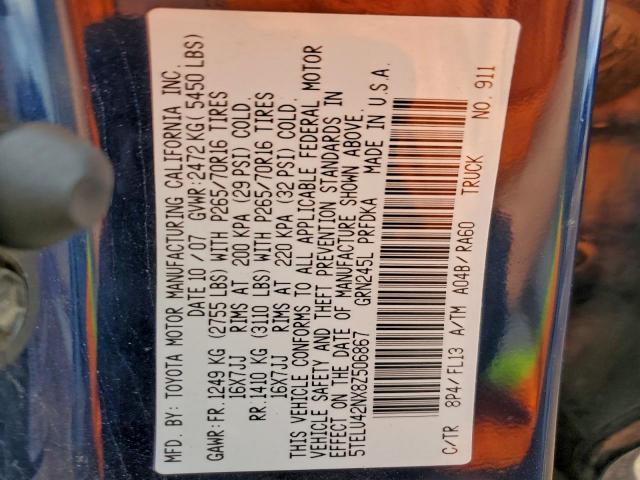 MFD.BY: TOYOTA MOTOR MANUFACTURING CALIFORNIA INC.
DATE 10/07 GVWR:2472KG(5450 LBS)
GAWR:FR.1249 KG (2755 LBS) WITH P265/70R16 TIRES
16X7JJ RIMS AT 200 KPA (29 PSI) COLD.
RR.1410 KG (3110 LBS) WITH P265/70R16 TIRES
16X7JJ RIMS AT 220 KPA (32 PSI) COLD.
THIS VEHICLE CONFORMS TO ALL APPLICABLE FEDERAL MOTOR
VEHICLE SAFETY AND THEFT PREVENTION STANDARDS IN
EFFECT ON THE DATE OF MANUFACTURE SHOWN ABOVE.
5TELU42NX8Z506867 GRN245L PRFDKA MADE IN U.S.A.
C/TR 8P4/FL13 A/TM A04B/RA60 TRUCK NO. 911